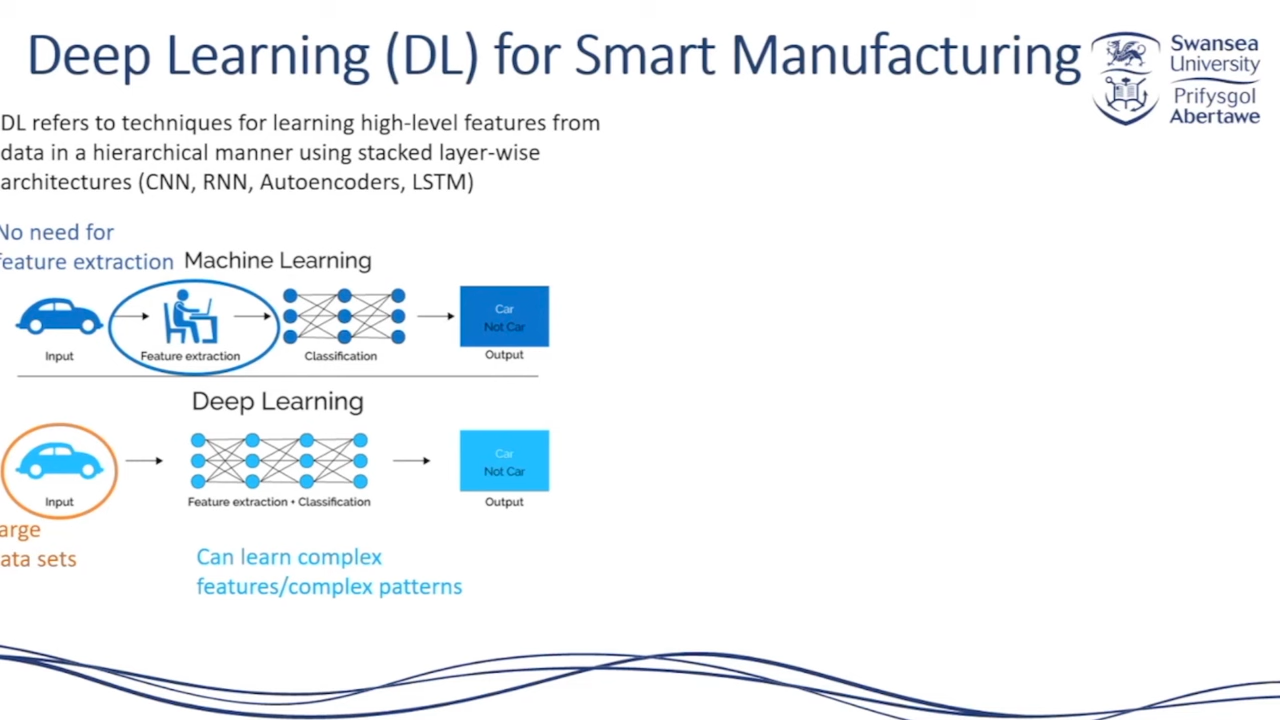 Deep Learning (DL) for Smart Manufacturing
Swansea
University
Prifysgol
Abertawe
DL refers to techniques for learning high-level features from
data in a hierarchical manner using stacked layer-wise
architectures (CNN, RNN, Autoencoders, LSTM)
No need for
feature extraction
Machine Learning
Input
Feature extraction
Classification
Car
Not Car
Output
Deep Learning
Input
Feature extraction + Classification
Car
Not Car
Output
arge
ata sets
Can learn complex
features/complex patterns